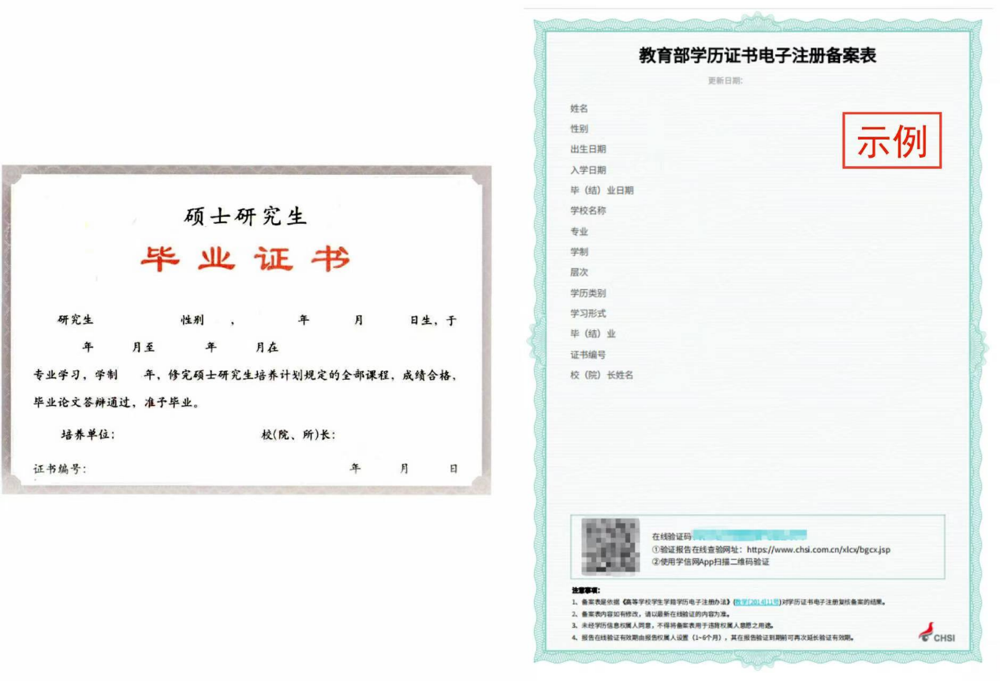 硕士研究生
毕业证书
研究生 性别 , 年 月 日生，于
年 月至 年 月在
专业学习，学制 年，修完硕士研究生培养计划规定的全部课程，成绩合格，
毕业论文答辩通过，准予毕业。
培养单位： 校(院、所)长：
证书编号： 年 月 日
教育部学历证书电子注册备案表
更新日期：
示例
姓名
性别
出生日期
入学日期
毕（结）业日期
学校名称
专业
学制
层次
学历类别
学习形式
毕（结）业
证书编号
校（院）长姓名
在线验证码
①验证报告在线查验网址：https://www.chsi.com.cn/xlcx/bgcx.jsp
②使用学信网App扫描二维码验证
注意事项：
1、备案表是依据《高等学校学生学籍学历电子注册办法》(教学[2014]11号)对学历证书电子注册复核备案的结果。
2、备案表内容如有修改，请以最新在线验证的内容为准。
3、未经学历信息权属人同意，不得将备案表用于违背权属人意愿之用途。
4、报告在线验证有效期由报告权属人设置（1~6个月），其在报告验证到期前可再次延长验证有效期。
CHSI